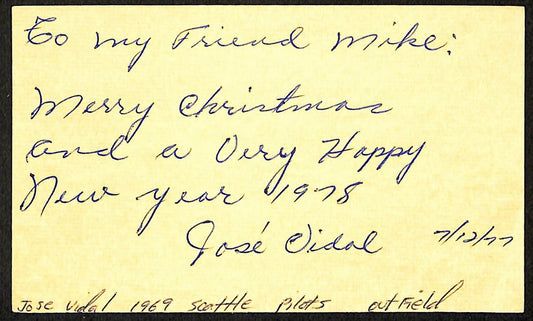 To my Friend Mike:
Merry Christmas
and a Very Happy
New year 1978
José Vidal 7/12/77
Jose Vidal 1969 Seattle Pilots outField